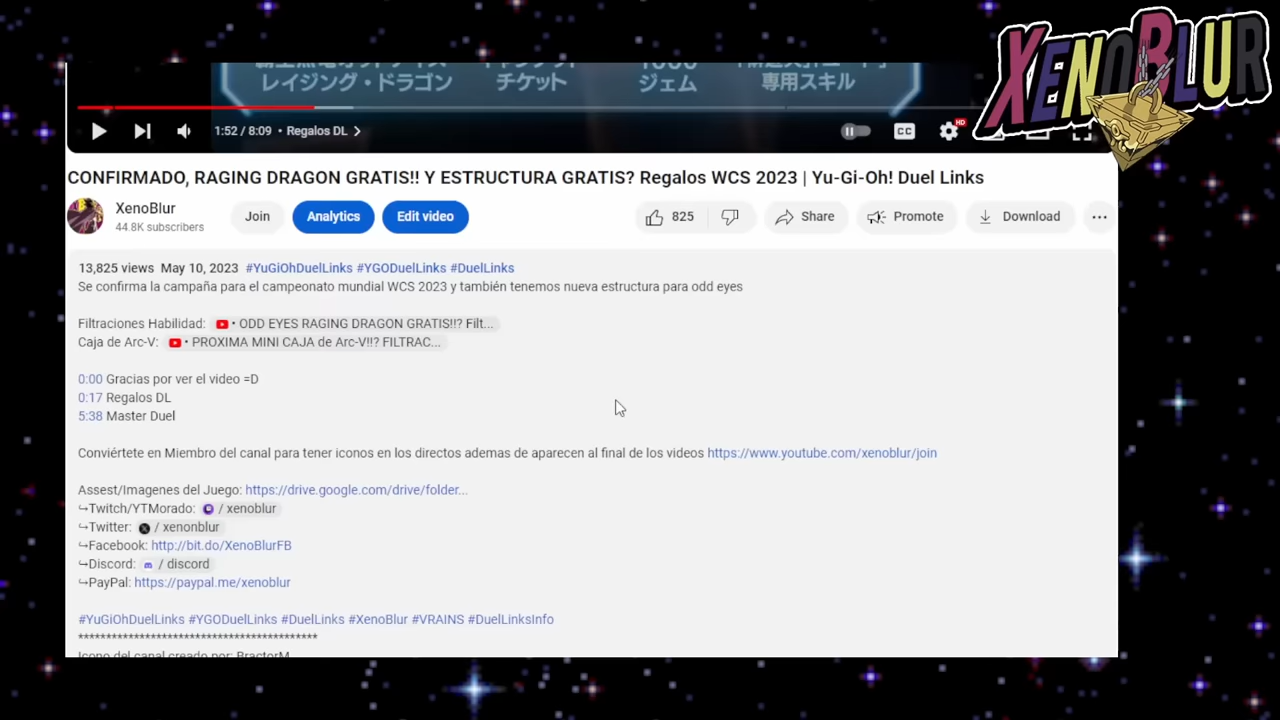 XENOBLUR
レイジング・ドラゴン チケット ジェム 専用スキル
1:52 / 8:09 • Regalos DL
CC
HD
CONFIRMADO, RAGING DRAGON GRATIS!! Y ESTRUCTURA GRATIS? Regalos WCS 2023 | Yu-Gi-Oh! Duel Links
XenoBlur
44.8K subscribers
Join Analytics Edit video 825 Share Promote Download
13,825 views May 10, 2023 #YuGiOhDuelLinks #YGODuelLinks #DuelLinks
Se confirma la campaña para el campeonato mundial WCS 2023 y también tenemos nueva estructura para odd eyes
Filtraciones Habilidad: • ODD EYES RAGING DRAGON GRATIS!!? Filt...
Caja de Arc-V: • PROXIMA MINI CAJA de Arc-V!!? FILTRAC...
0:00 Gracias por ver el video =D
0:17 Regalos DL
5:38 Master Duel
Conviértete en Miembro del canal para tener iconos en los directos ademas de aparecen al final de los videos https://www.youtube.com/xenoblur/join
Assest/Imagenes del Juego: https://drive.google.com/drive/folder...
↪Twitch/YTMorado: / xenoblur
↪Twitter: / xenonblur
↪Facebook: http://bit.do/XenoBlurFB
↪Discord: / discord
↪PayPal: https://paypal.me/xenoblur
#YuGiOhDuelLinks #YGODuelLinks #DuelLinks #XenoBlur #VRAINS #DuelLinksInfo
*******************************************
Icono del canal creado por: BractorM